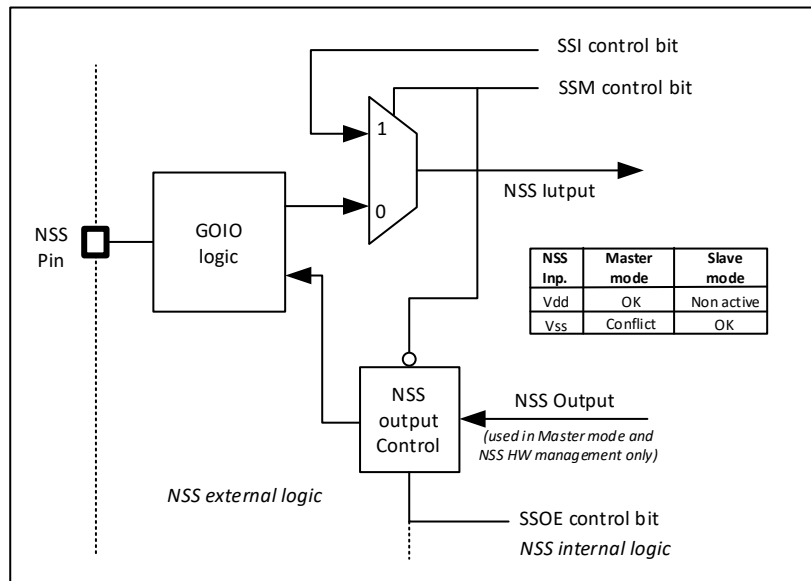 SSI control bit
SSM control bit
1
NSS Iutput
0
GOIO
logic
NSS
Pin
NSS Inp. Master mode Slave mode
Vdd OK Non active
Vss Conflict OK
NSS
output
Control
NSS Output
(used in Master mode and
NSS HW management only)
NSS external logic
SSOE control bit
NSS internal logic